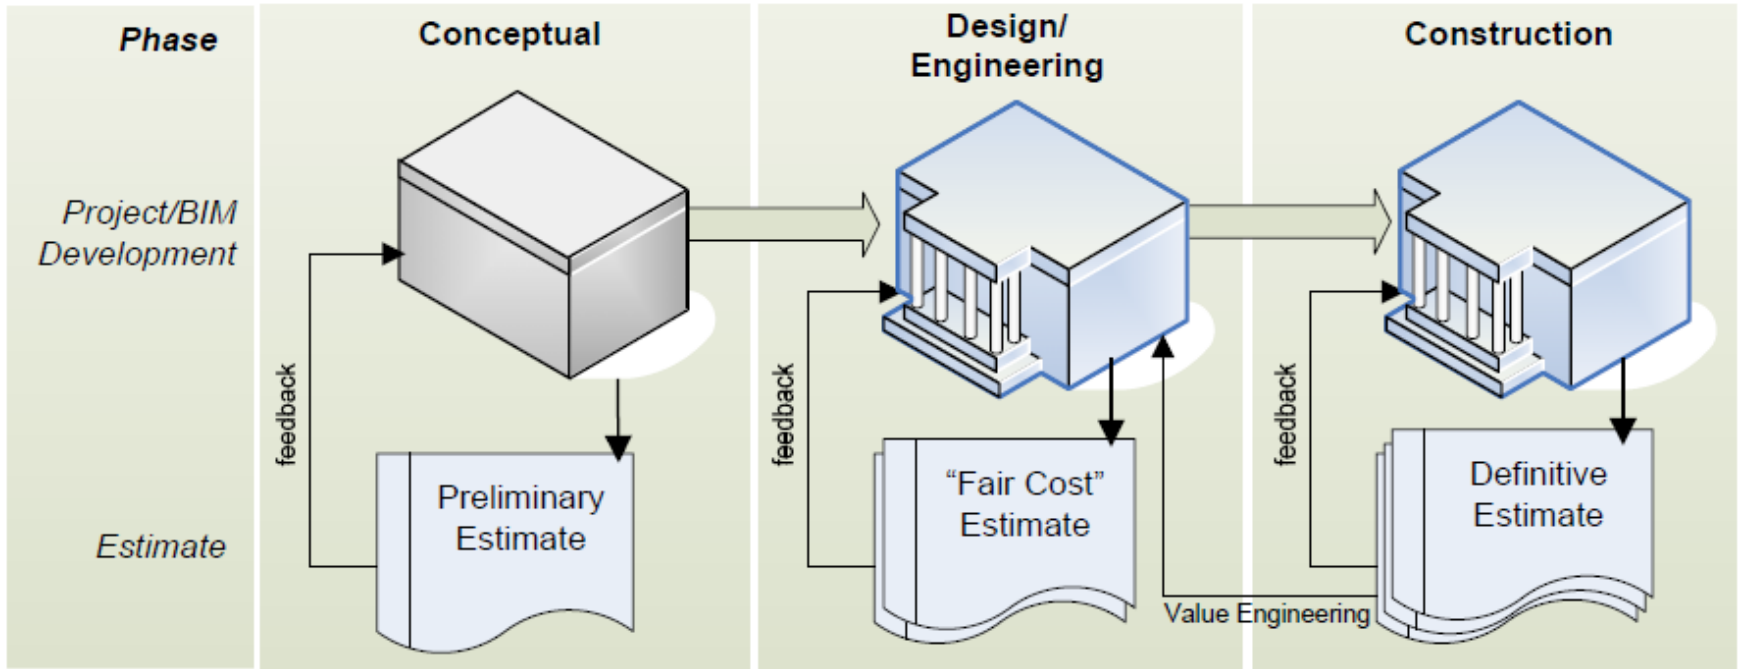 Phase
Conceptual
Design/
Engineering
Construction
Project/BIM
Development
feedback
feedback
feedback
Estimate
Preliminary
Estimate
“Fair Cost”
Estimate
Definitive
Estimate
Value Engineering